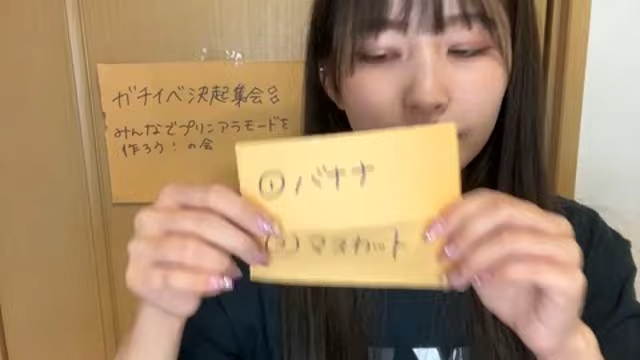 ガチイベ決起集会
みんなでプリンアラモードを
作ろう!の会
① バナナ
② マスカット